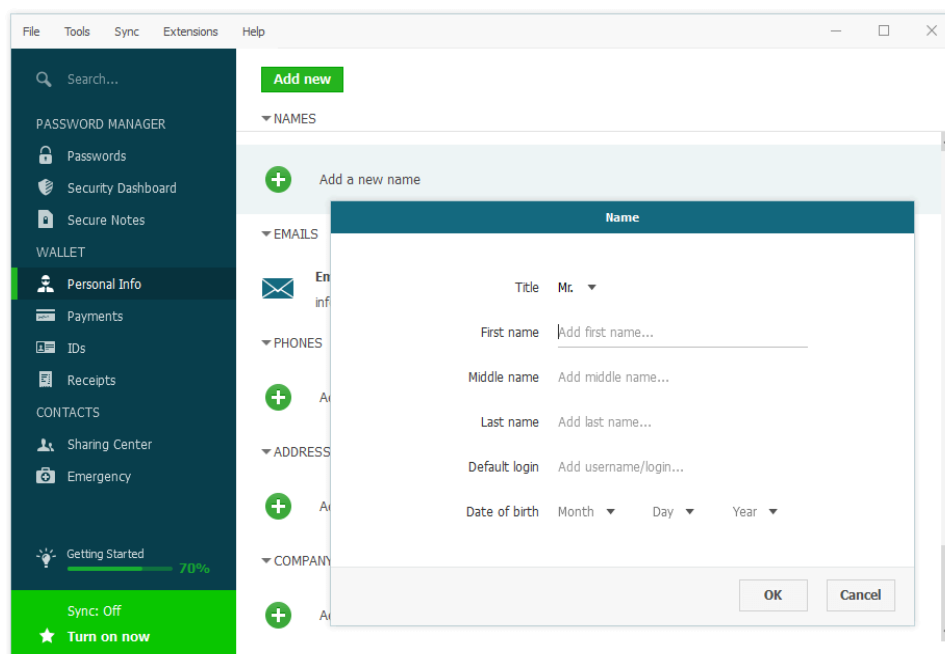 File Tools Sync Extensions Help
Search...
PASSWORD MANAGER
Passwords
Security Dashboard
Secure Notes
WALLET
Personal Info
Payments
IDs
Receipts
CONTACTS
Sharing Center
Emergency
Getting Started
70%
Sync: Off
Turn on now
Add new
NAMES
Add a new name
EMAILS
PHONES
ADDRESS
COMPANY
Name
Title Mr.
First name Add first name...
Middle name Add middle name...
Last name Add last name...
Default login Add username/login...
Date of birth Month Day Year
OK Cancel